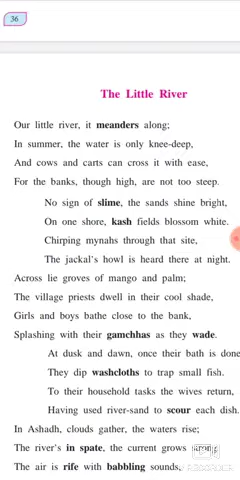 36
The Little River
Our little river, it meanders along;
In summer, the water is only knee-deep,
And cows and carts can cross it with ease,
For the banks, though high, are not too steep.
No sign of slime, the sands shine bright,
On one shore, kash fields blossom white.
Chirping mynahs through that site,
The jackal's howl is heard there at night.
Across lie groves of mango and palm;
The village priests dwell in their cool shade,
Girls and boys bathe close to the bank,
Splashing with their gamchhas as they wade.
At dusk and dawn, once their bath is done
They dip washcloths to trap small fish.
To their household tasks the wives return,
Having used river-sand to scour each dish.
In Ashadh, clouds gather, the waters rise;
The river's in spate, the current grows
The air is rife with babbling sounds,
RECORDER